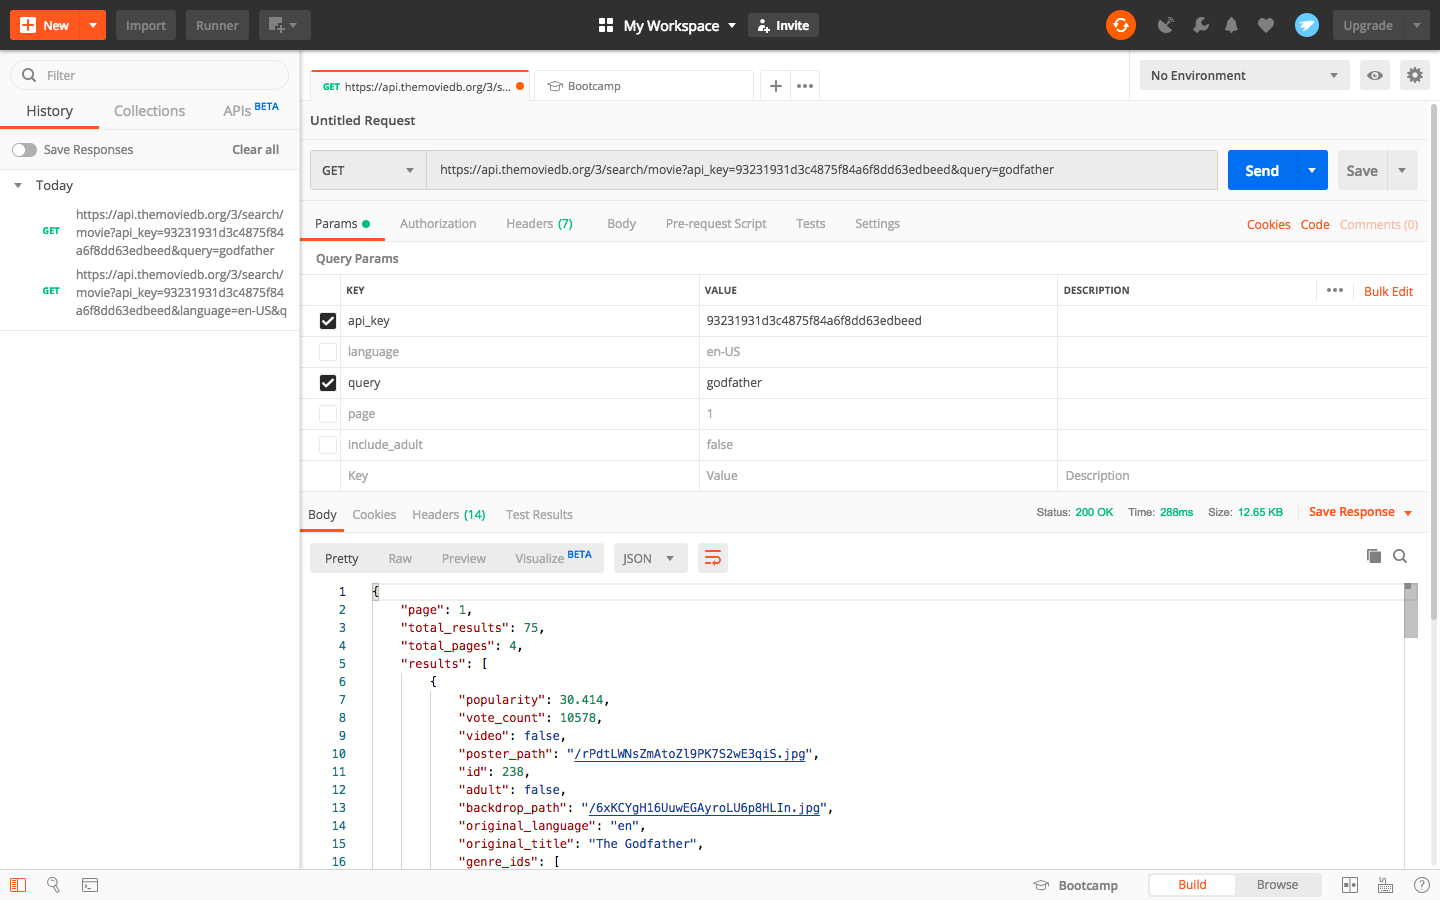 New
Import
Runner
My Workspace
Invite
Upgrade
Filter
History
Collections
APIs BETA
Save Responses
Clear all
Today
GET
https://api.themoviedb.org/3/search/
movie?api_key=93231931d3c4875f84
a6f8dd63edbeed&query=godfather
GET
https://api.themoviedb.org/3/search/
movie?api_key=93231931d3c4875f84
a6f8dd63edbeed&language=en-US&q
GET https://api.themoviedb.org/3/s...
Bootcamp
No Environment
Untitled Request
GET
https://api.themoviedb.org/3/search/movie?api_key=93231931d3c4875f84a6f8dd63edbeed&query=godfather
Send
Save
Params
Authorization
Headers (7)
Body
Pre-request Script
Tests
Settings
Cookies
Code
Comments (0)
Query Params
KEY VALUE DESCRIPTION
Bulk Edit
api_key 93231931d3c4875f84a6f8dd63edbeed
language en-US
query godfather
page 1
include_adult false
Key Value Description
Body
Cookies
Headers (14)
Test Results
Status: 200 OK
Time: 288ms
Size: 12.65 KB
Save Response
Pretty
Raw
Preview
Visualize BETA
JSON
1 {
2 "page": 1,
3 "total_results": 75,
4 "total_pages": 4,
5 "results": [
6 {
7 "popularity": 30.414,
8 "vote_count": 10578,
9 "video": false,
10 "poster_path": "/rPdtLWNsZmAtoZl9PK7S2wE3qiS.jpg",
11 "id": 238,
12 "adult": false,
13 "backdrop_path": "/6xKCYgH16UuwEGAyroLU6p8HLIn.jpg",
14 "original_language": "en",
15 "original_title": "The Godfather",
16 "genre_ids": [
Bootcamp
Build
Browse